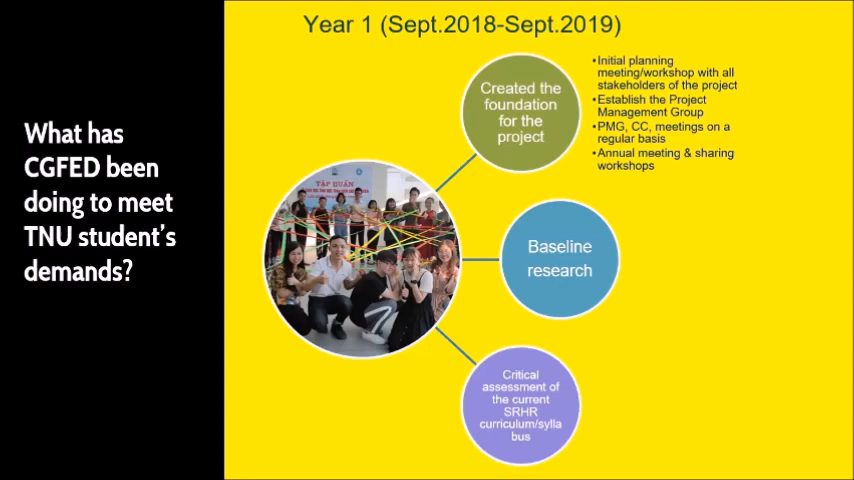 Year 1 (Sept.2018-Sept.2019)
What has
CGFED been
doing to meet
TNU student's
demands?
Created the
foundation
for the
project
•Initial planning
meeting/workshop with all
stakeholders of the project
•Establish the Project
Management Group
•PMG, CC, meetings on a
regular basis
•Annual meeting & sharing
workshops
TẬP HUẤN
Baseline
research
Critical
assessment of
the current
SRHR
curriculum/sylla
bus